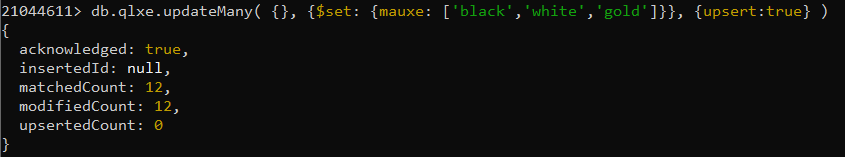 21044611> db.qlxe.updateMany( {}, {$set: {mauxe: ['black','white','gold']}}, {upsert:true} )
{
  acknowledged: true,
  insertedId: null,
  matchedCount: 12,
  modifiedCount: 12,
  upsertedCount: 0
}